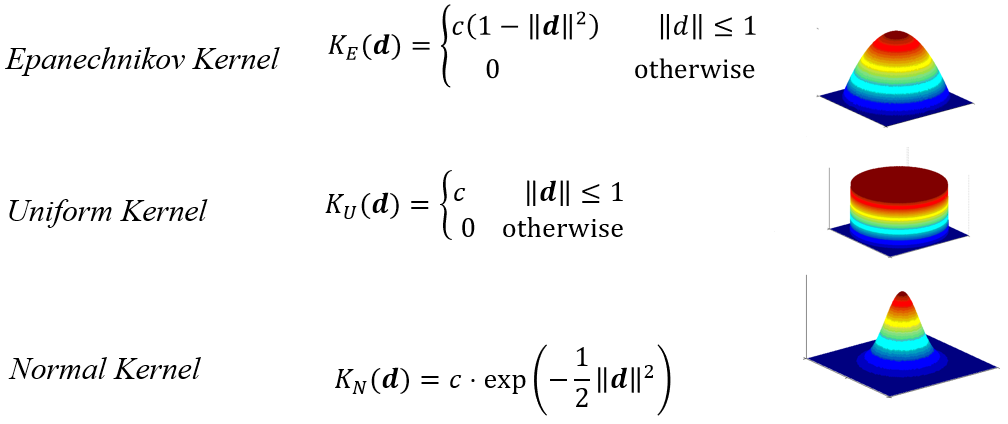 Epanechnikov Kernel K_E(𝒅) = { c(1 − ‖𝒅‖²) ‖d‖ ≤ 1
0 otherwise
Uniform Kernel K_U(𝒅) = { c ‖𝒅‖ ≤ 1
0 otherwise
Normal Kernel K_N(𝒅) = c · exp(−1/2 ‖𝒅‖²)